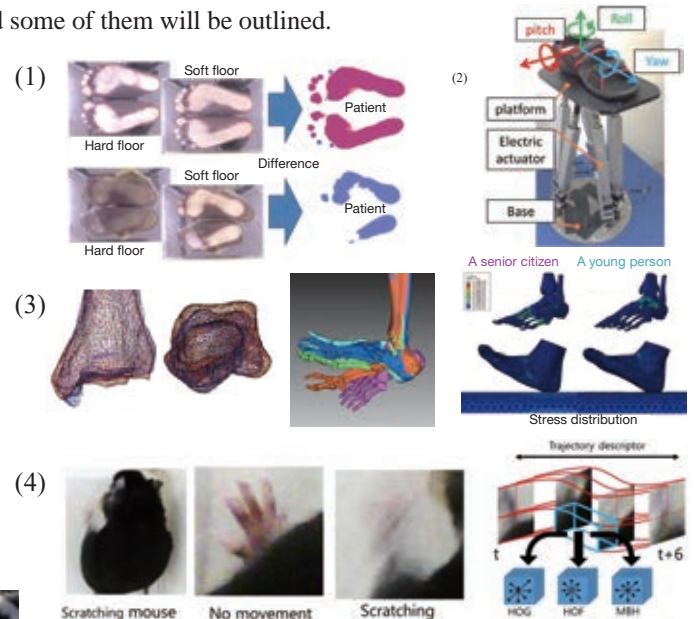 d some of them will be outlined.
(1)
Soft floor
Patient
Hard floor
Difference
Soft floor
Patient
Hard floor
(2)
Roll
pitch
Yaw
platform
Electric
actuator
Base
(3)
A senior citizen
A young person
Stress distribution
(4)
Scratching mouse
No movement
Scratching
Trajectory descriptor
t
t+6
HOG
HOF
MBH